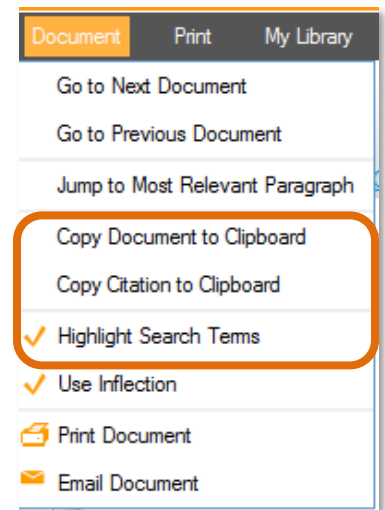 Document Print My Library
Go to Next Document
Go to Previous Document
Jump to Most Relevant Paragraph
Copy Document to Clipboard
Copy Citation to Clipboard
Highlight Search Terms
Use Inflection
Print Document
Email Document